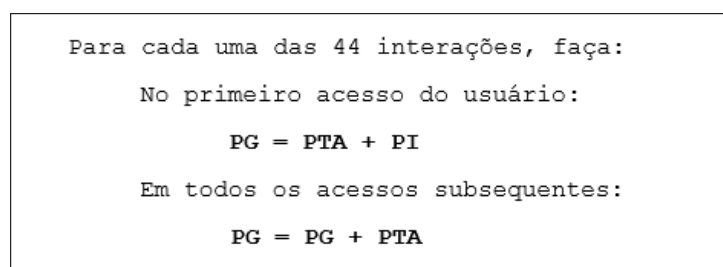 Para cada uma das 44 interações, faça:
No primeiro acesso do usuário:
PG = PTA + PI
Em todos os acessos subsequentes:
PG = PG + PTA